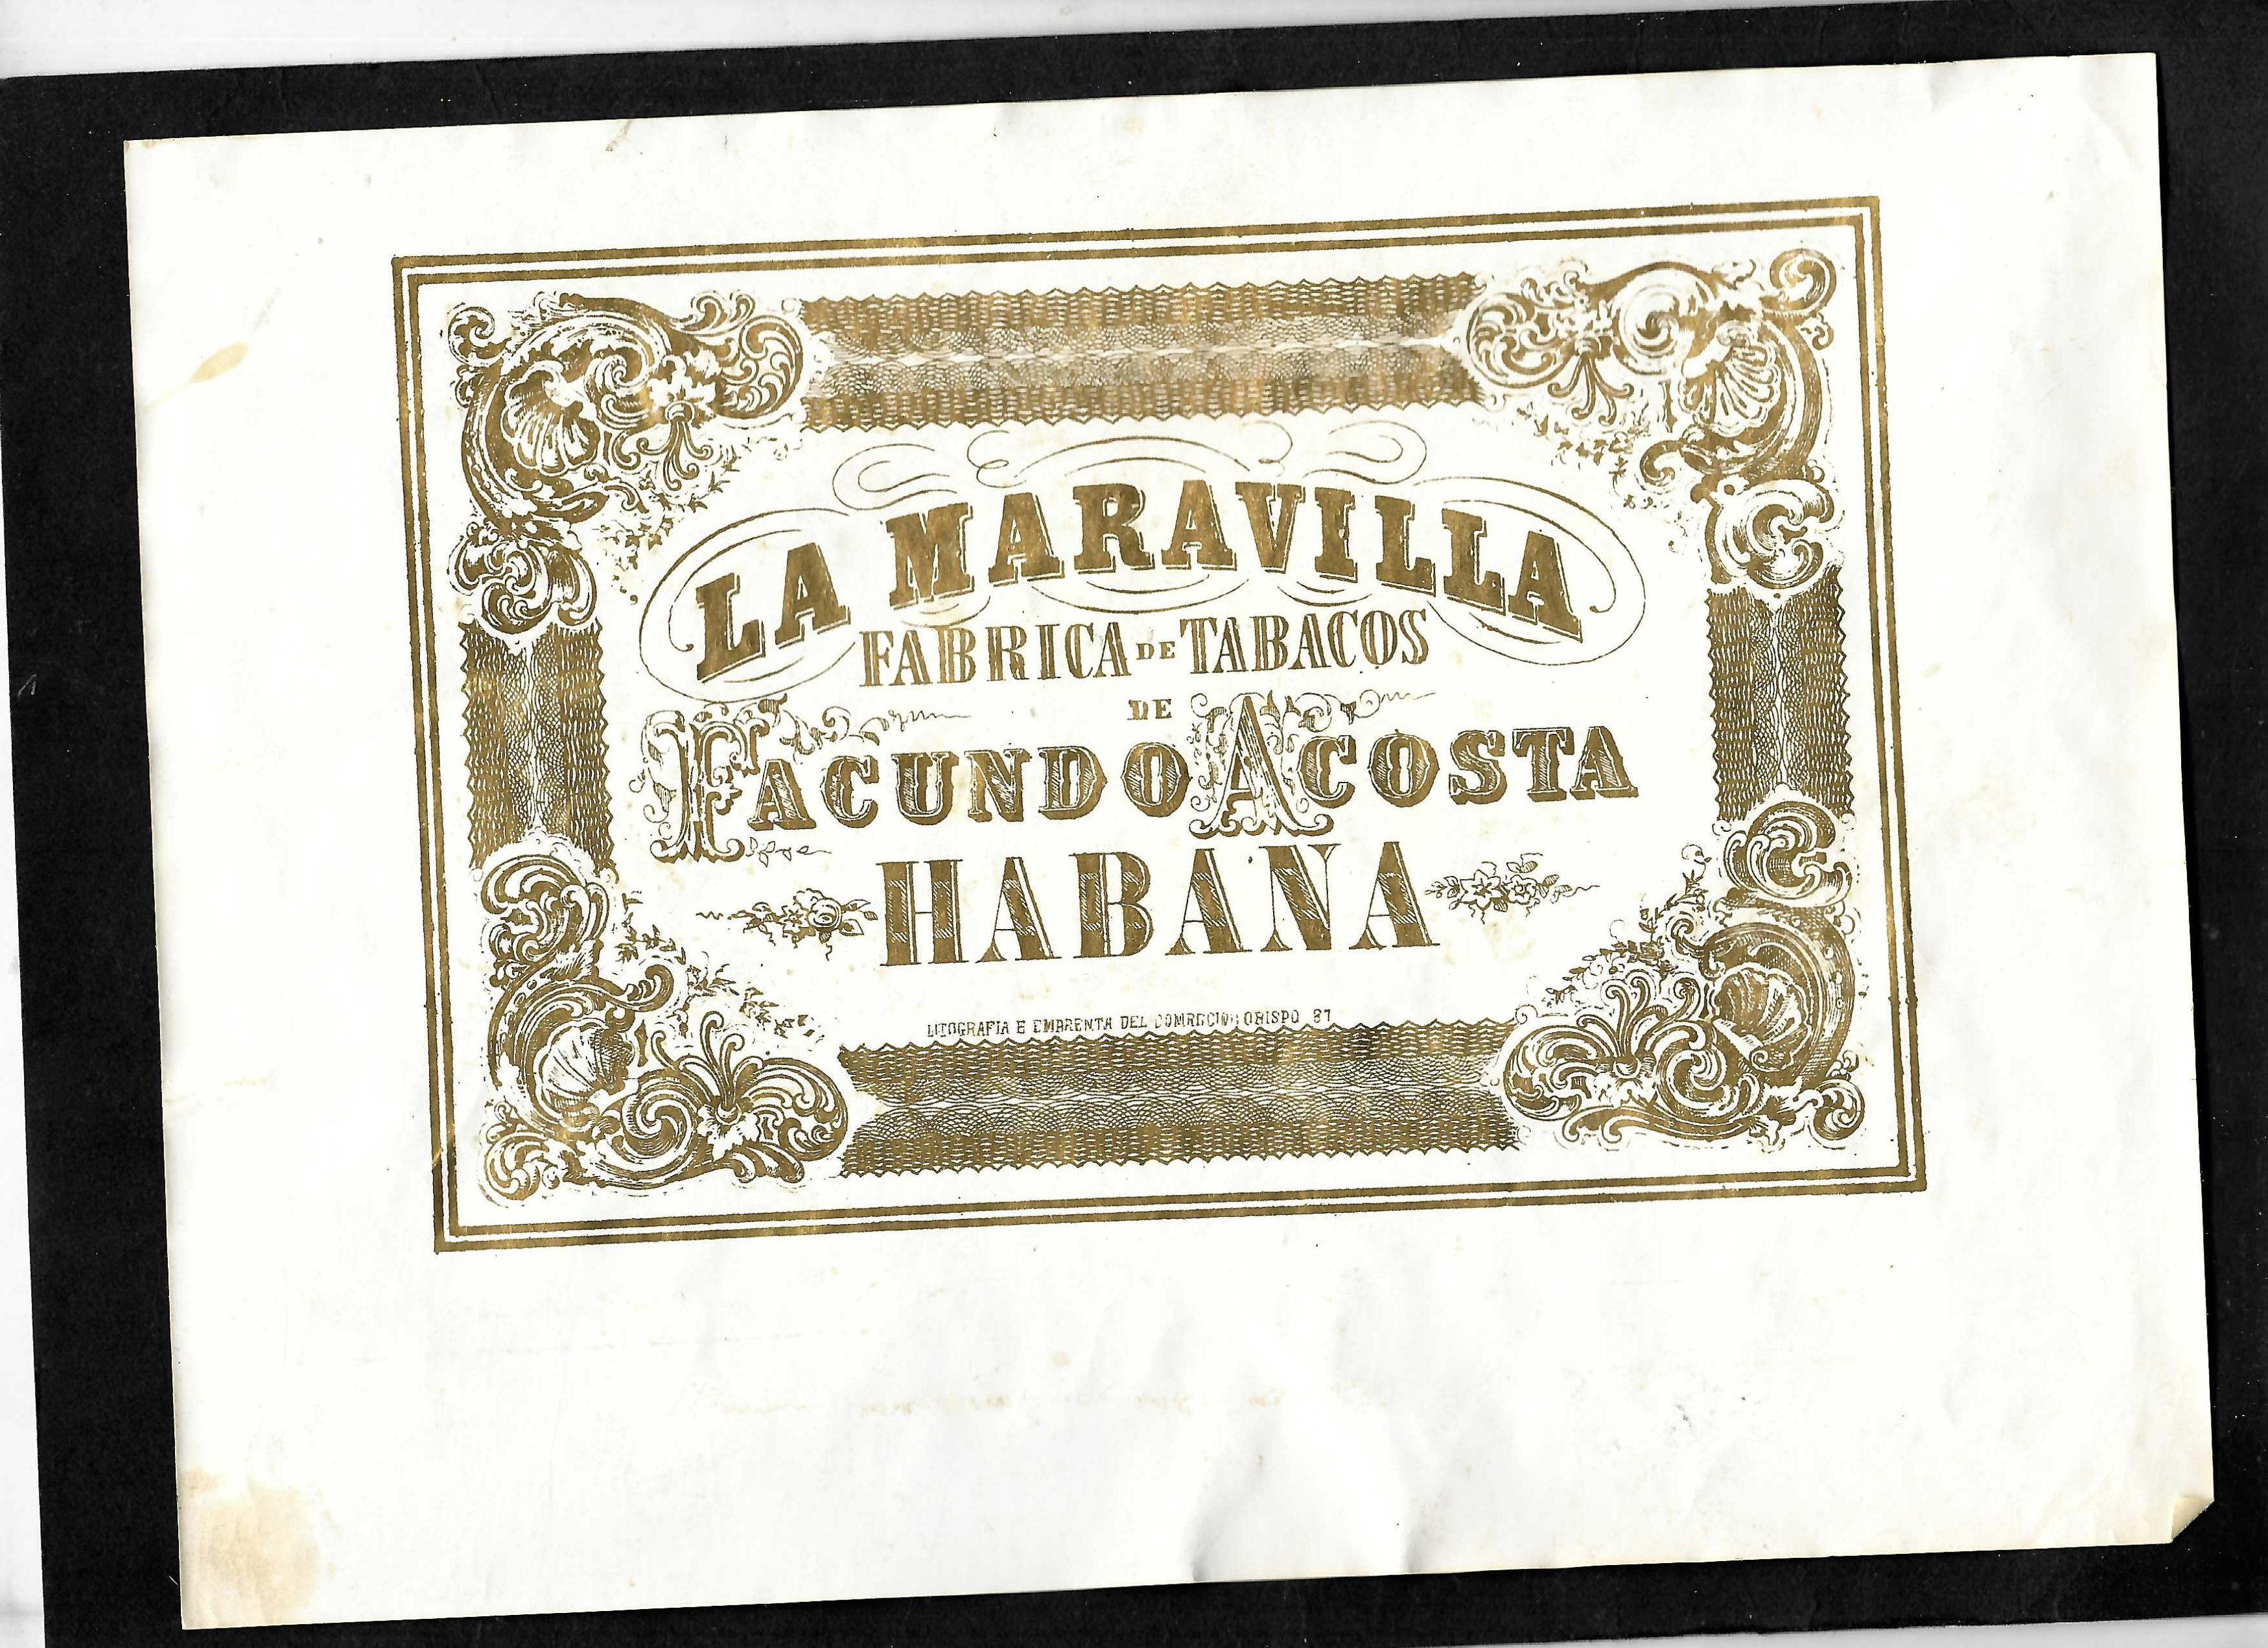 LA MARAVILLA
FABRICA DE TABACOS
DE
FACUNDO ACOSTA
HABANA
LITOGRAFIA E EMPRENTA DEL COMERCIO: OBISPO 87